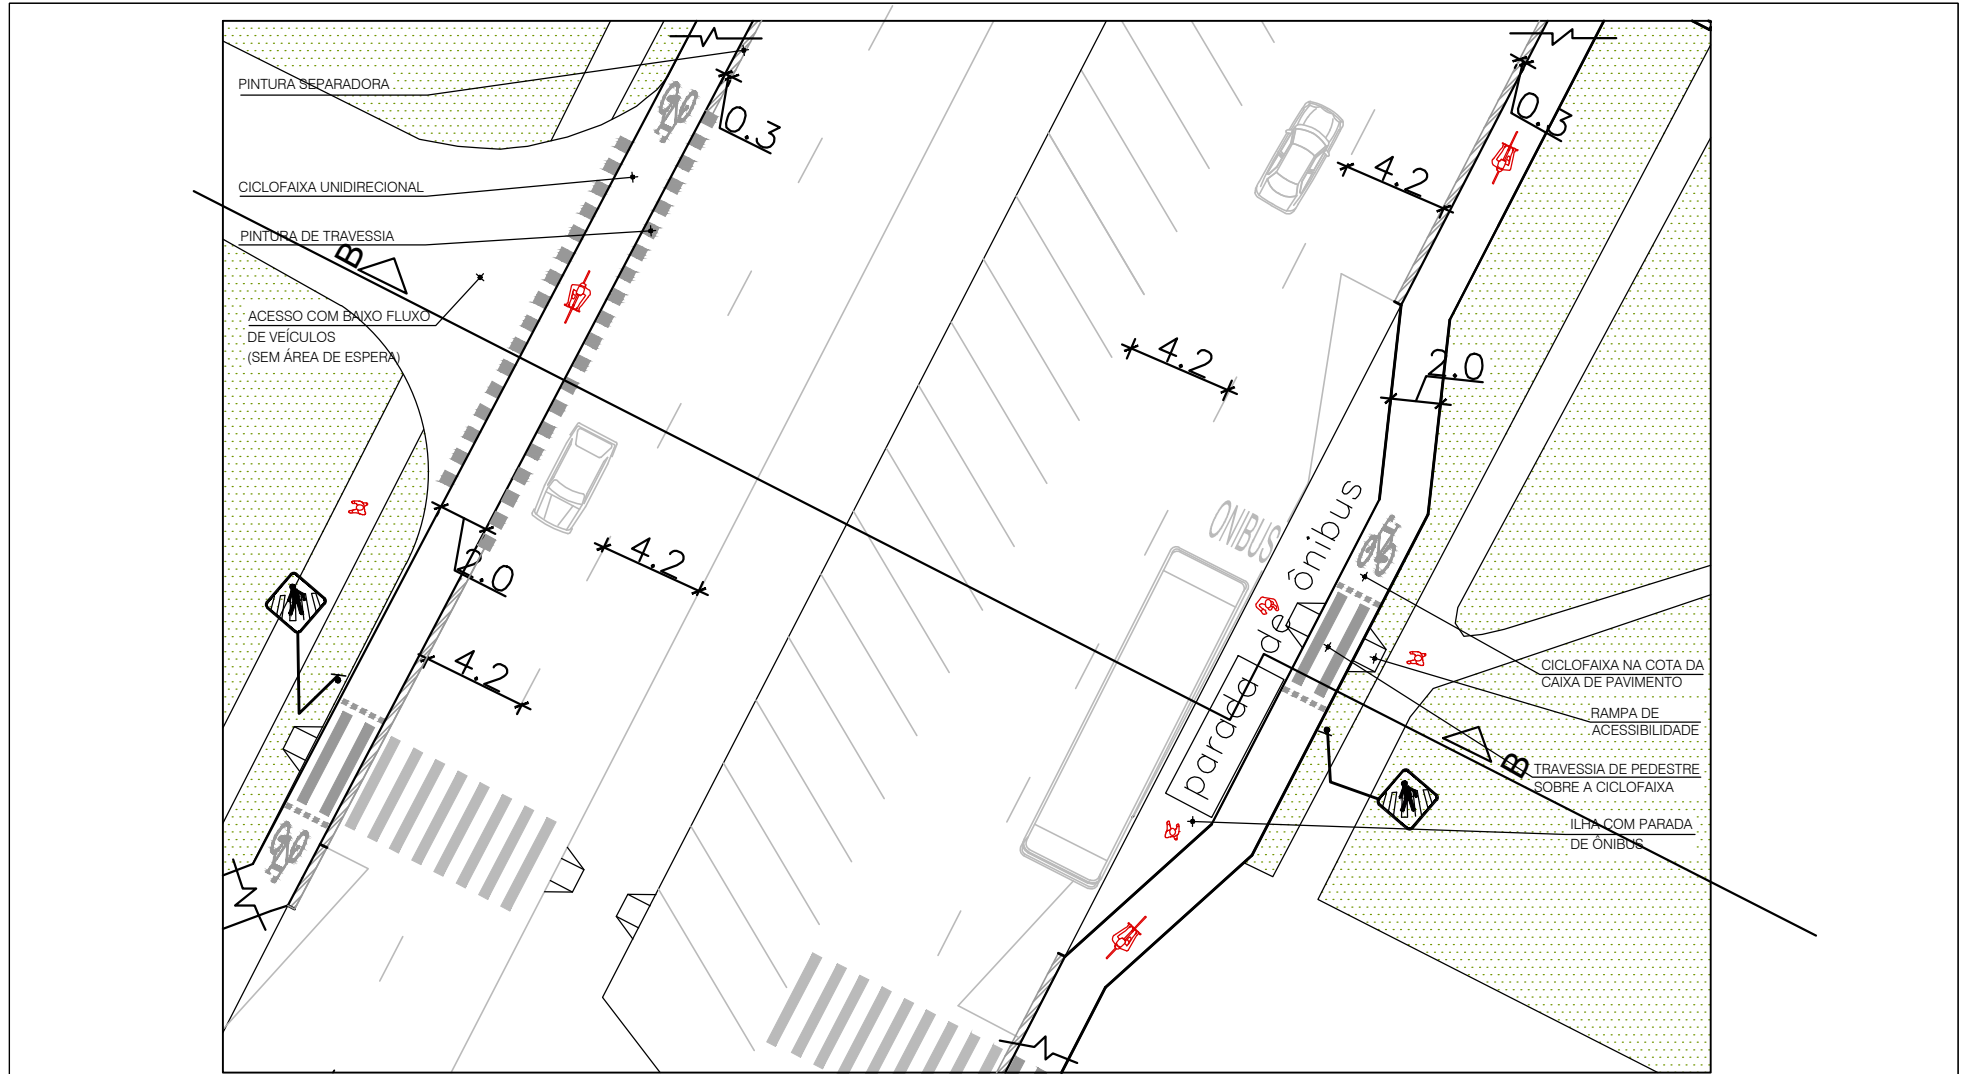 PINTURA SEPARADORA
0.3
0.3
4.2
CICLOFAIXA UNIDIRECIONAL
PINTURA DE TRAVESSIA
B
ACESSO COM BAIXO FLUXO
DE VEÍCULOS
(SEM ÁREA DE ESPERA)
4.2
2.0
ONIBUS
parada de ônibus
4.2
2.0
4.2
CICLOFAIXA NA COTA DA
CAIXA DE PAVIMENTO
RAMPA DE
ACESSIBILIDADE
B
TRAVESSIA DE PEDESTRE
SOBRE A CICLOFAIXA
ILHA COM PARADA
DE ÔNIBUS